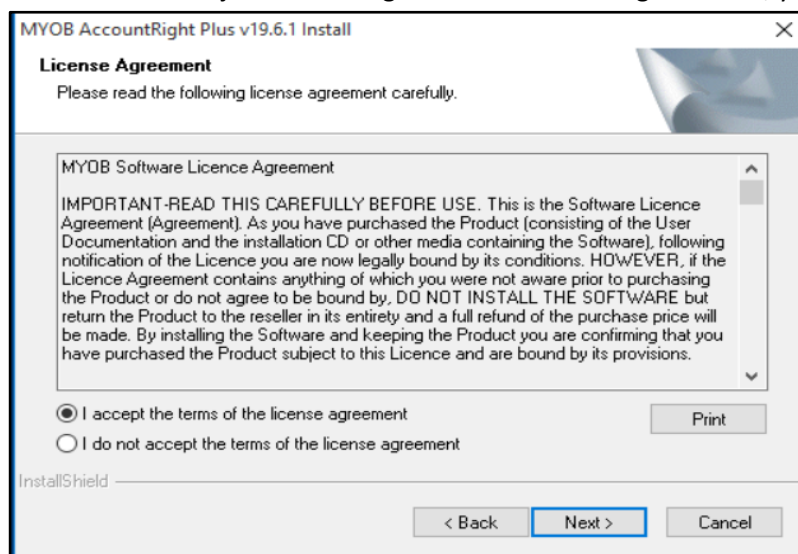 MYOB AccountRight Plus v19.6.1 Install
License Agreement
Please read the following license agreement carefully.
MYOB Software Licence Agreement
IMPORTANT-READ THIS CAREFULLY BEFORE USE. This is the Software Licence
Agreement (Agreement). As you have purchased the Product (consisting of the User
Documentation and the installation CD or other media containing the Software), following
notification of the Licence you are now legally bound by its conditions. HOWEVER, if the
Licence Agreement contains anything of which you were not aware prior to purchasing
the Product or do not agree to be bound by, DO NOT INSTALL THE SOFTWARE but
return the Product to the reseller in its entirety and a full refund of the purchase price will
be made. By installing the Software and keeping the Product you are confirming that you
have purchased the Product subject to this Licence and are bound by its provisions.
I accept the terms of the license agreement
Print
I do not accept the terms of the license agreement
InstallShield
< Back Next > Cancel